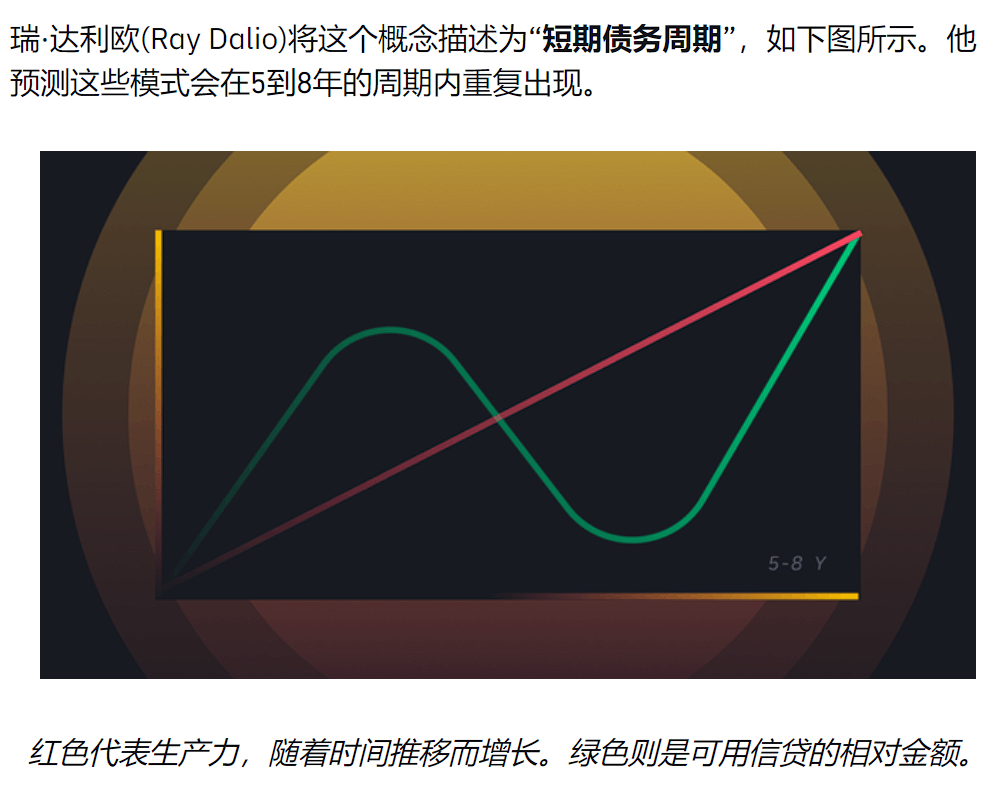 瑞·达利欧(Ray Dalio)将这个概念描述为“短期债务周期”，如下图所示。他
预测这些模式会在5到8年的周期内重复出现。
5-8 Y
红色代表生产力，随着时间推移而增长。绿色则是可用信贷的相对金额。